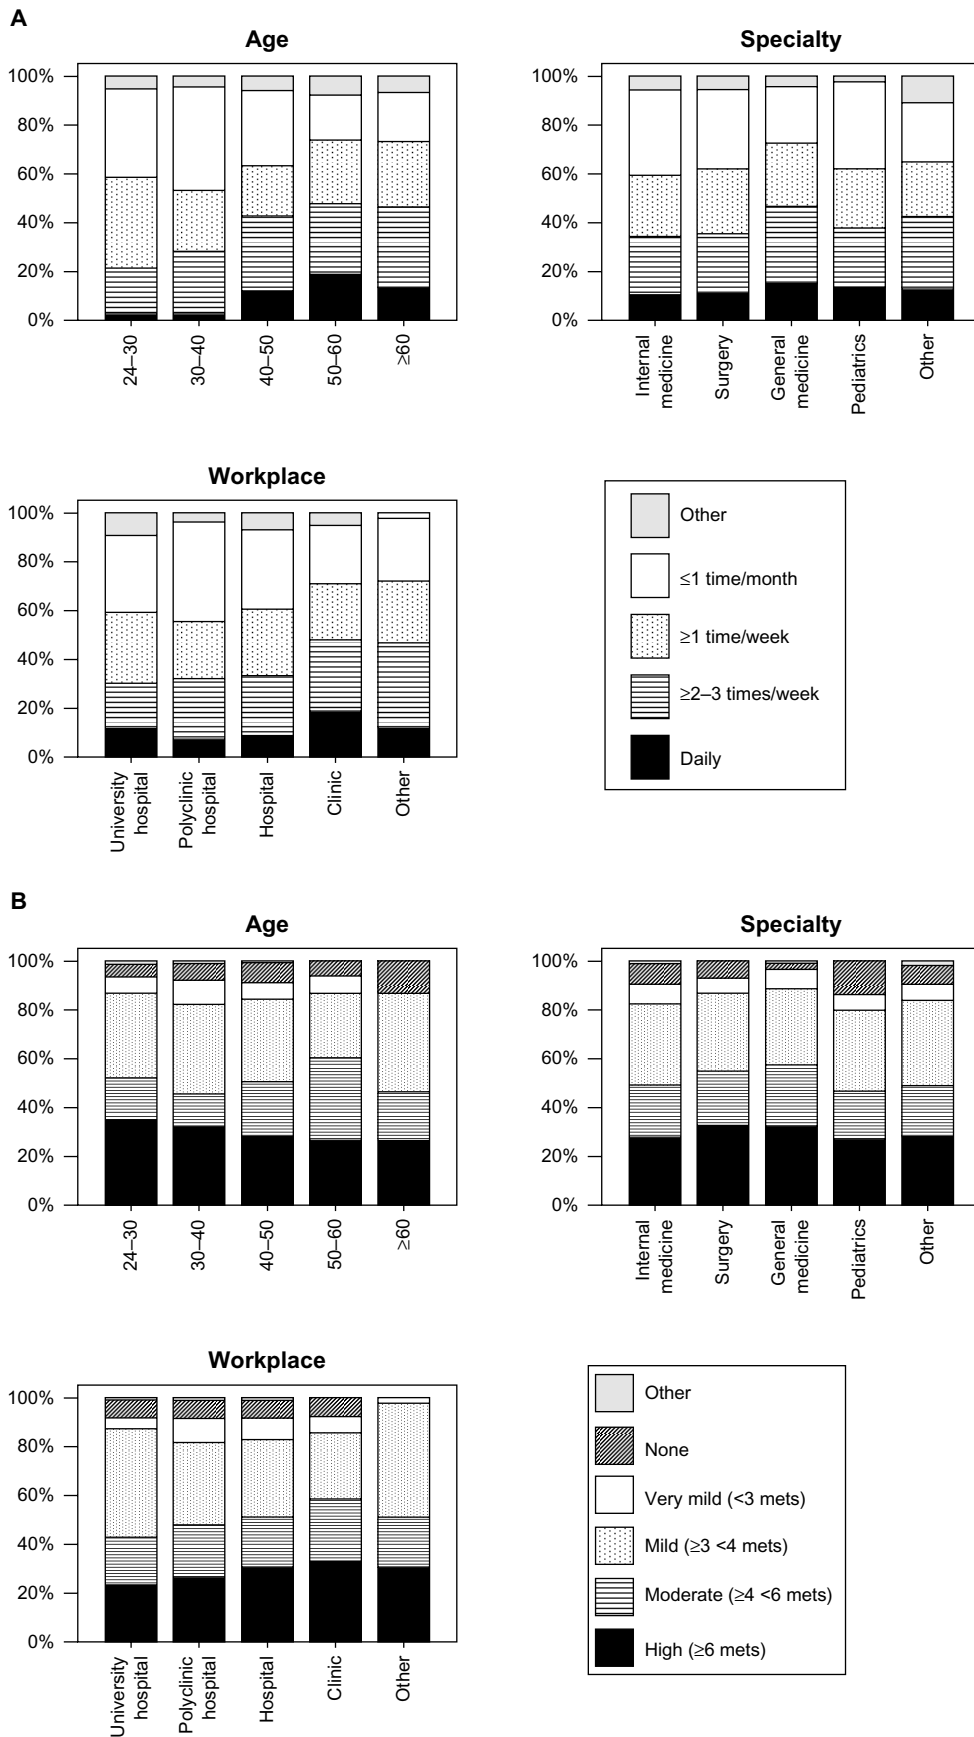 A
Age
100%
80%
60%
40%
20%
0%
24–30
30–40
40–50
50–60
≥60
Specialty
100%
80%
60%
40%
20%
0%
Internal
medicine
Surgery
General
medicine
Pediatrics
Other
Workplace
100%
80%
60%
40%
20%
0%
University
hospital
Polyclinic
hospital
Hospital
Clinic
Other
Other
≤1 time/month
≥1 time/week
≥2–3 times/week
Daily
B
Age
100%
80%
60%
40%
20%
0%
24–30
30–40
40–50
50–60
≥60
Specialty
100%
80%
60%
40%
20%
0%
Internal
medicine
Surgery
General
medicine
Pediatrics
Other
Workplace
100%
80%
60%
40%
20%
0%
University
hospital
Polyclinic
hospital
Hospital
Clinic
Other
Other
None
Very mild (<3 mets)
Mild (≥3 <4 mets)
Moderate (≥4 <6 mets)
High (≥6 mets)